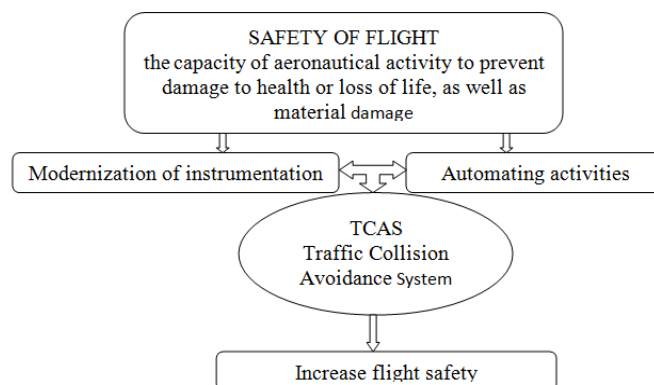 SAFETY OF FLIGHT
the capacity of aeronautical activity to prevent
damage to health or loss of life, as well as
material damage
Modernization of instrumentation
Automating activities
TCAS
Traffic Collision
Avoidance System
Increase flight safety